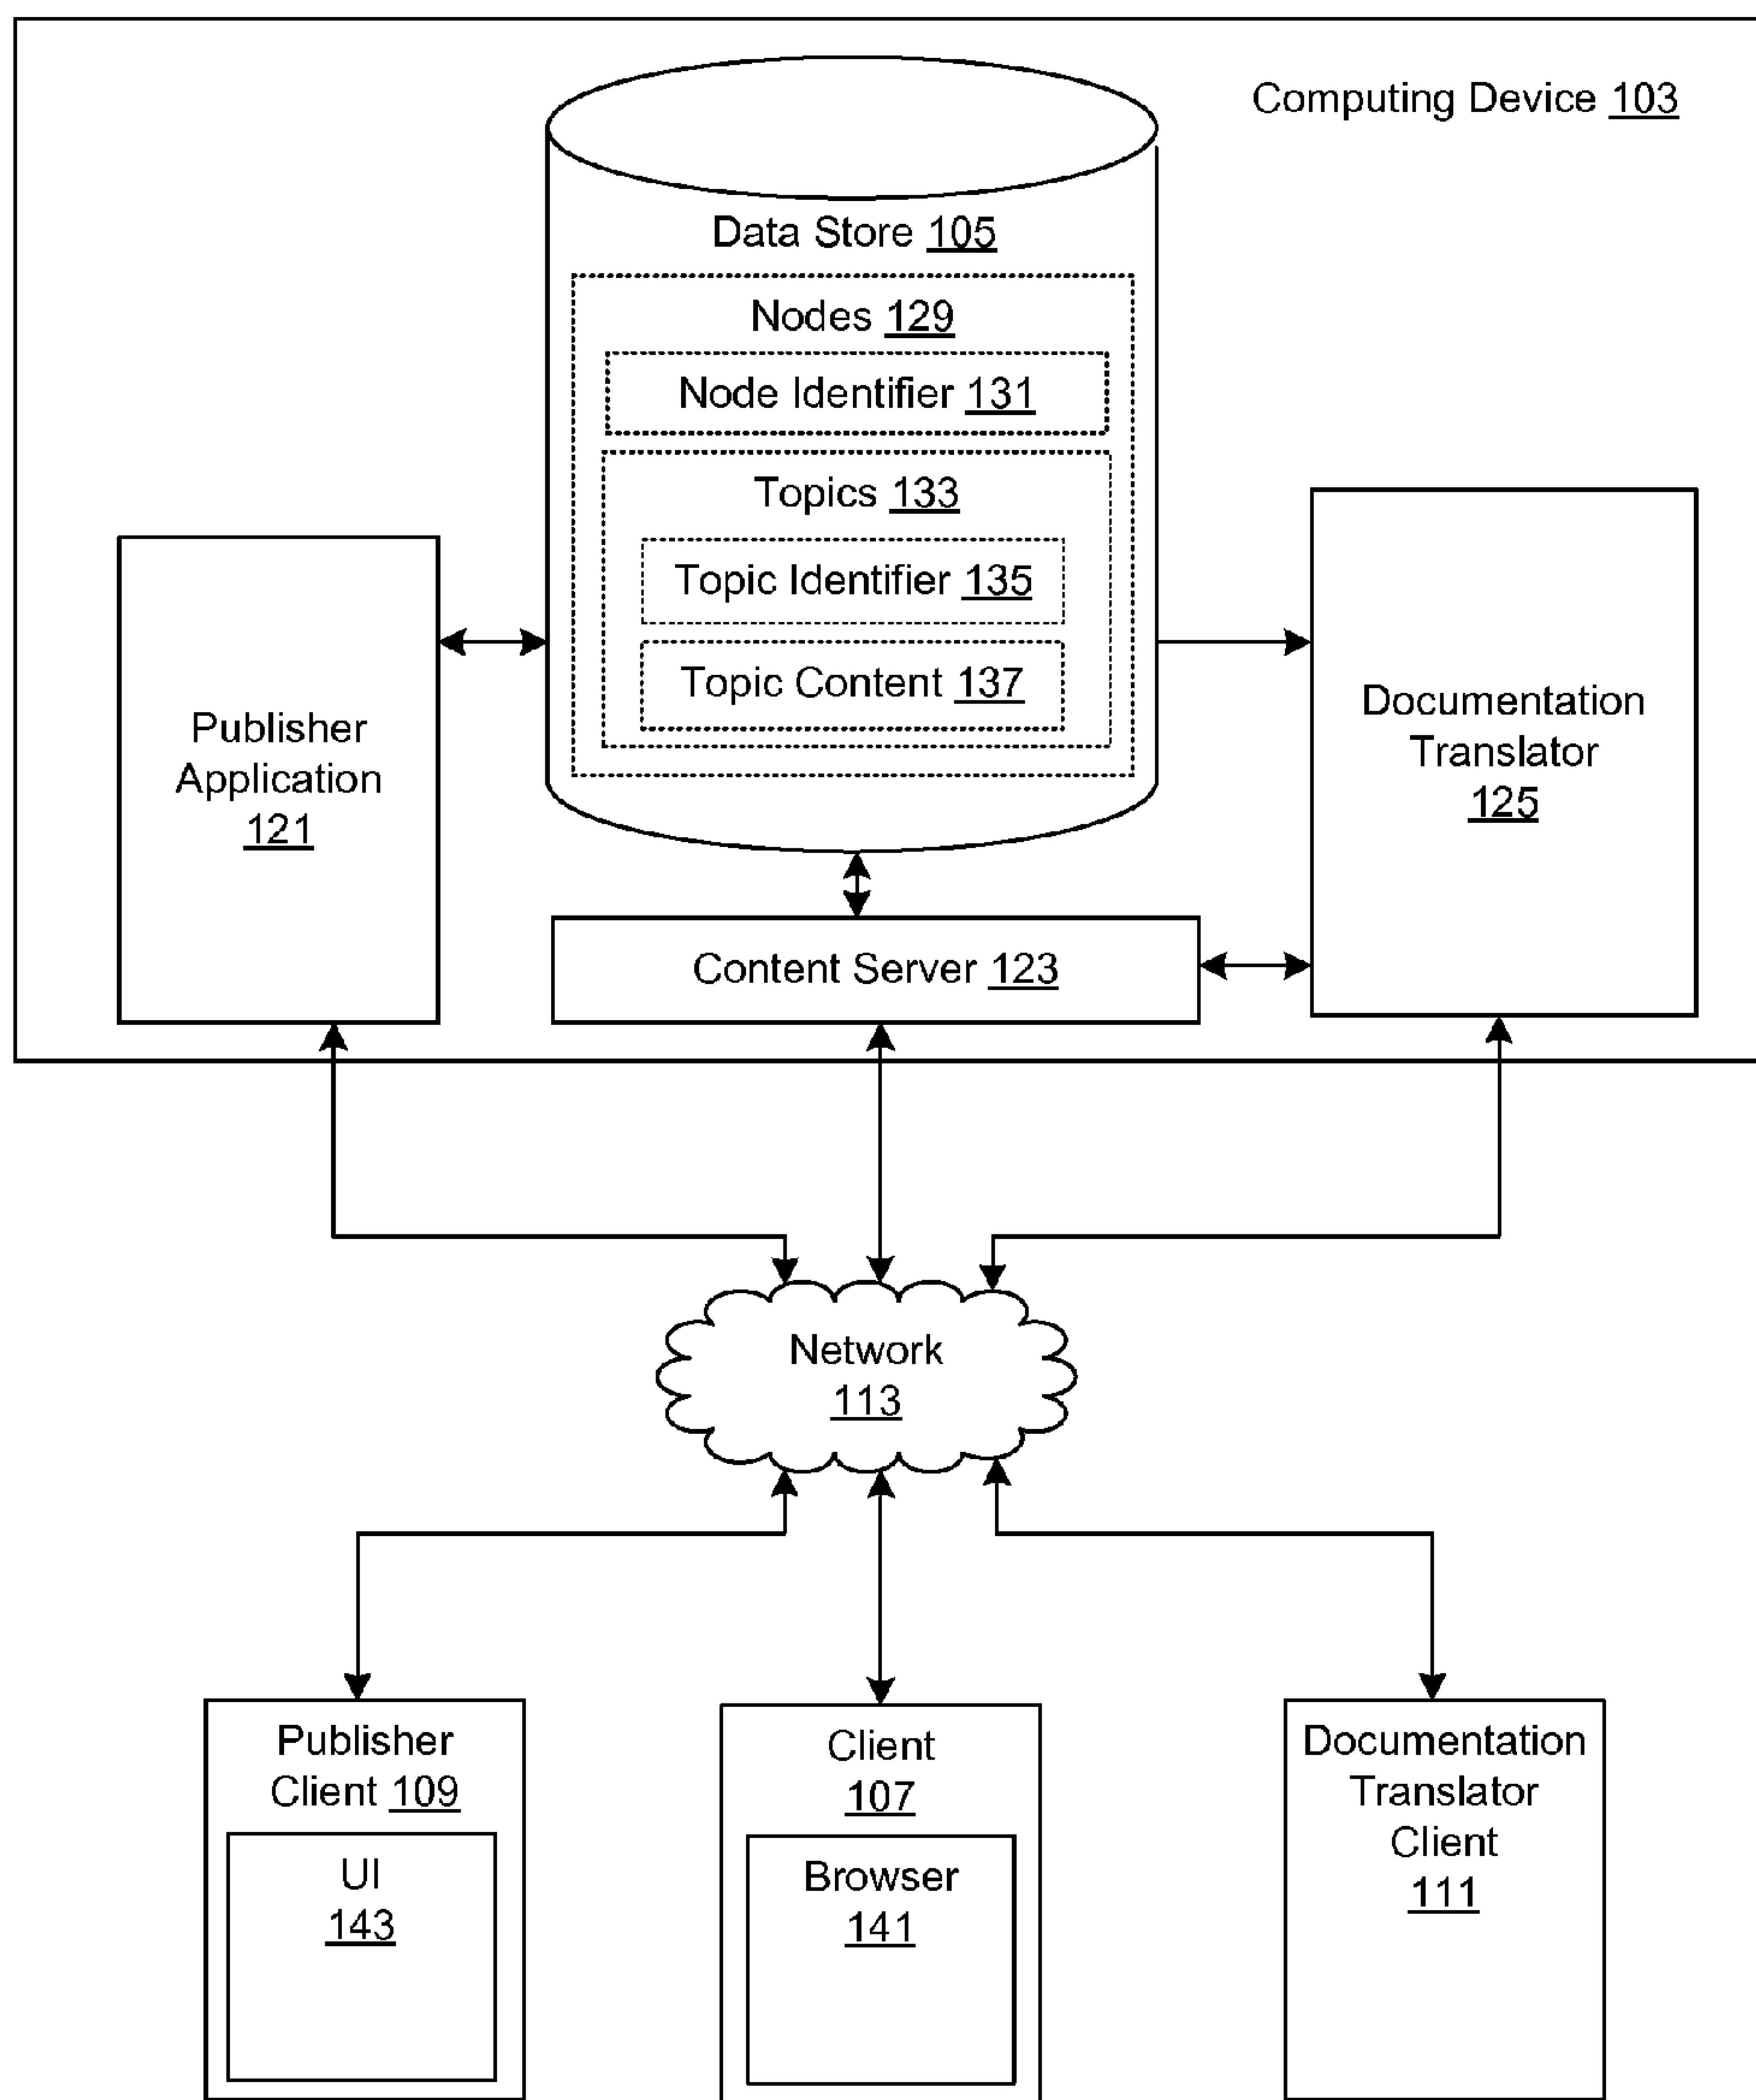 Computing Device 103
Data Store 105
Nodes 129
Node Identifier 131
Topics 133
Topic Identifier 135
Topic Content 137
Publisher
Application
121
Documentation
Translator
125
Content Server 123
Network
113
Publisher
Client 109
UI
143
Client
107
Browser
141
Documentation
Translator
Client
111